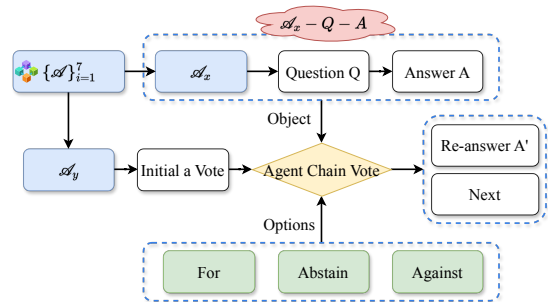 𝒜ₓ − Q − A
{𝒜}⁷ᵢ₌₁
𝒜ₓ
Question Q
Answer A
Object
Re-answer A'
𝒜ᵧ
Initial a Vote
Agent Chain Vote
Next
Options
For
Abstain
Against